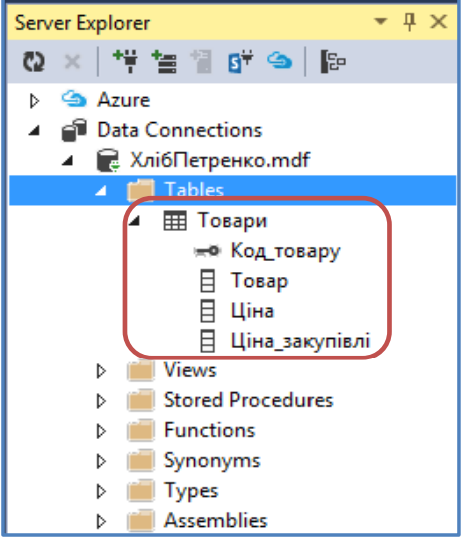 Server Explorer
Azure
Data Connections
ХлібПетренко.mdf
Tables
Товари
Код_товару
Товар
Ціна
Ціна_закупівлі
Views
Stored Procedures
Functions
Synonyms
Types
Assemblies